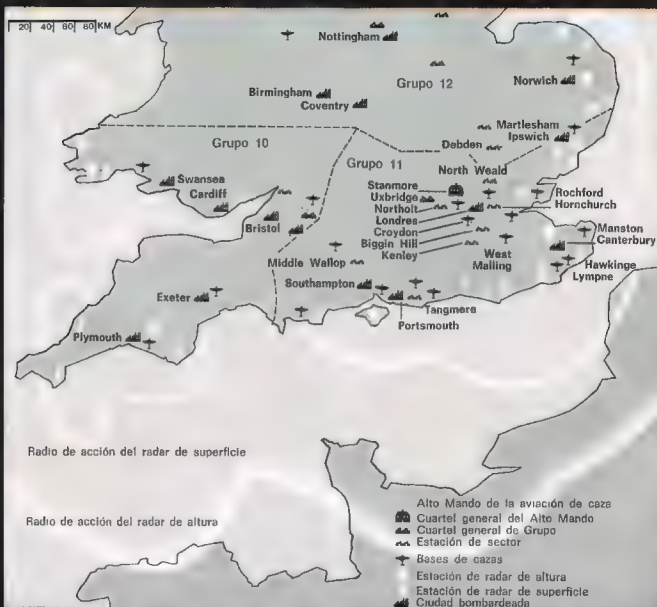 20 40 60 80 KM
Nottingham
Grupo 12
Norwich
Birmingham
Coventry
Martlesham
Ipswich
Debden
Grupo 10
Grupo 11
North Weald
Swansea
Cardiff
Stanmore
Uxbridge
Northolt
Londres
Croydon
Biggin Hill
Kenley
Rochford
Hornchurch
Bristol
Manston
Canterbury
Middle Wallop
West
Malling
Hawkinge
Lympne
Exeter
Southampton
Tangmere
Portsmouth
Plymouth
Radio de acción del radar de superficie
Radio de acción del radar de altura
Alto Mando de la aviación de caza
Cuartel general del Alto Mando
Cuartel general de Grupo
Estación de sector
Bases de cazas
Estación de radar de altura
Estación de radar de superficie
Ciudad bombardeada